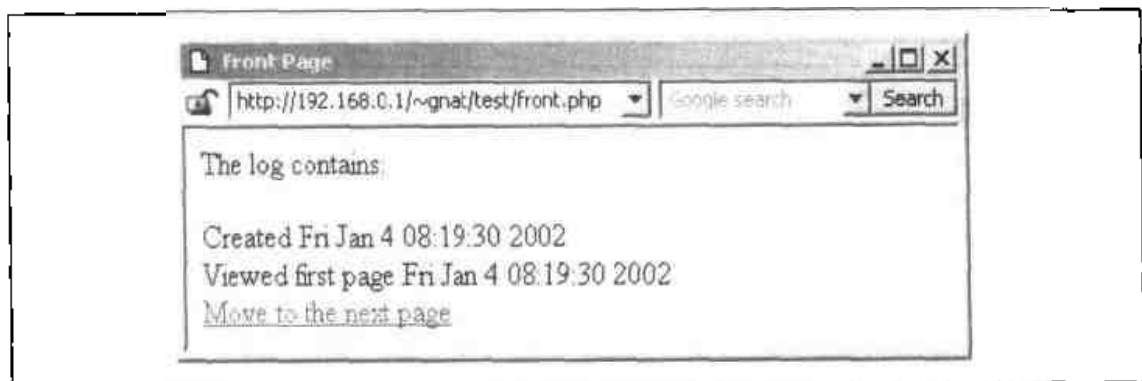 Front Page
http://192.168.0.1/~gnat/test/front.php Google search Search
The log contains:
Created Fri Jan 4 08:19:30 2002
Viewed first page Fri Jan 4 08:19:30 2002
Move to the next page